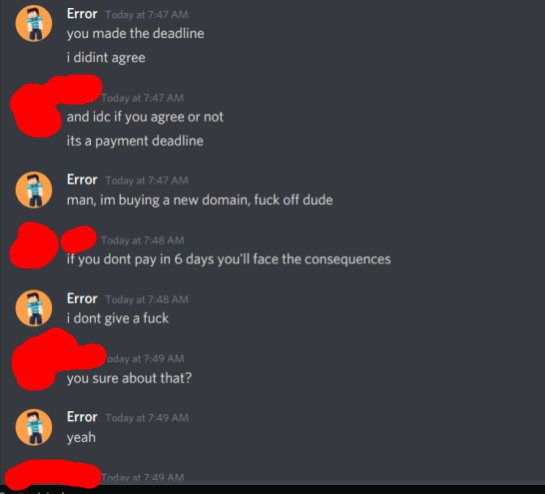 Error Today at 7:47 AM
you made the deadline
i didint agree
Today at 7:47 AM
and idc if you agree or not
its a payment deadline
Error Today at 7:47 AM
man, im buying a new domain, fuck off dude
Today at 7:48 AM
if you dont pay in 6 days you'll face the consequences
Error Today at 7:48 AM
i dont give a fuck
oday at 7:49 AM
you sure about that?
Error Today at 7:49 AM
yeah
Today at 7:49 AM